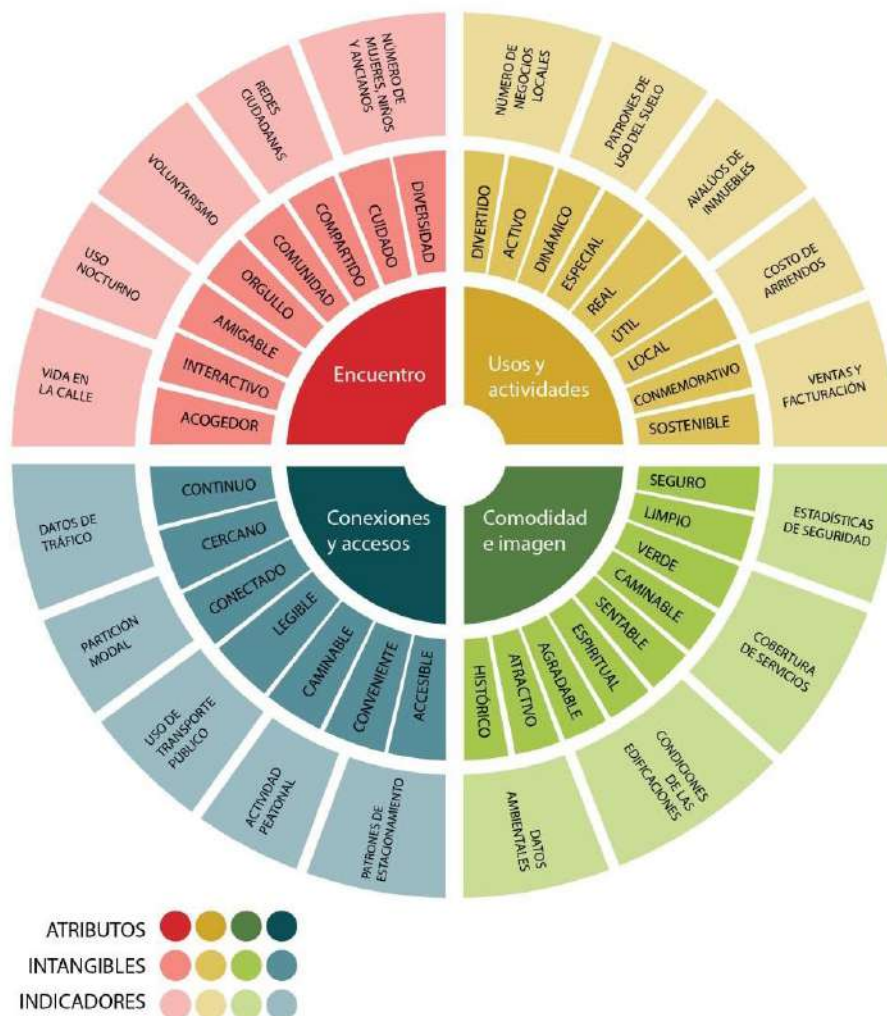 NÚMERO DE
MUJERES, NIÑOS
Y ANCIANOS
REDES
CIUDADANAS
VOLUNTARISMO
USO
NOCTURNO
VIDA EN
LA CALLE
DIVERSIDAD
CUIDADO
COMPARTIDO
COMUNIDAD
ORGULLO
AMIGABLE
INTERACTIVO
ACOGEDOR
Encuentro
NÚMERO DE
NEGOCIOS
LOCALES
PATRONES DE
USO DEL SUELO
AVALÚOS DE
INMUEBLES
COSTO DE
ARRIENDOS
VENTAS Y
FACTURACIÓN
DIVERTIDO
ACTIVO
DINÁMICO
ESPECIAL
REAL
ÚTIL
LOCAL
CONMEMORATIVO
SOSTENIBLE
Usos y
actividades
Conexiones
y accesos
CONTINUO
CERCANO
CONECTADO
LEGIBLE
CAMINABLE
CONVENIENTE
ACCESIBLE
DATOS DE
TRÁFICO
PARTICIÓN
MODAL
USO DE
TRANSPORTE
PÚBLICO
ACTIVIDAD
PEATONAL
PATRONES DE
ESTACIONAMIENTO
Comodidad
e imagen
SEGURO
LIMPIO
VERDE
CAMINABLE
SENTABLE
ESPIRITUAL
AGRADABLE
ATRACTIVO
HISTÓRICO
ESTADÍSTICAS
DE SEGURIDAD
COBERTURA
DE SERVICIOS
CONDICIONES
DE LAS
EDIFICACIONES
DATOS
AMBIENTALES
ATRIBUTOS
INTANGIBLES
INDICADORES